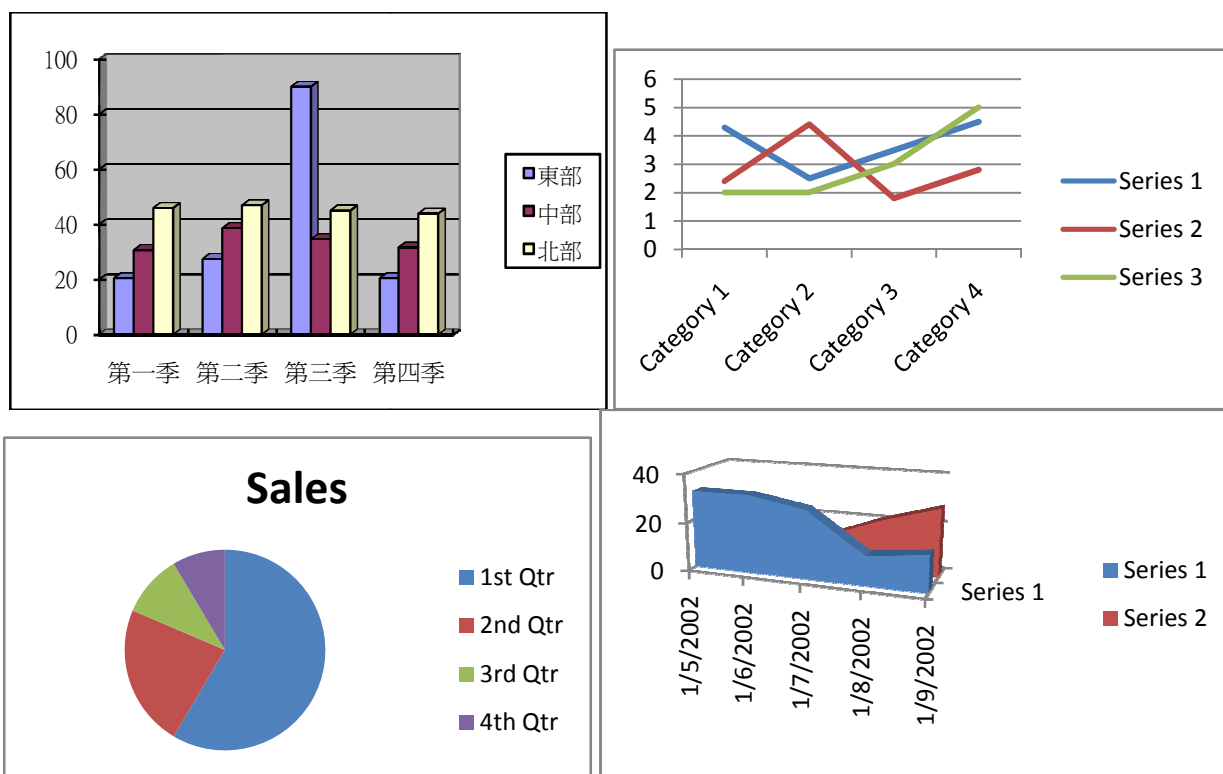 100
80
60
40
20
0
第一季 第二季 第三季 第四季
東部
中部
北部
6
5
4
3
2
1
0
Category 1
Category 2
Category 3
Category 4
Series 1
Series 2
Series 3
Sales
1st Qtr
2nd Qtr
3rd Qtr
4th Qtr
40
20
0
1/5/2002
1/6/2002
1/7/2002
1/8/2002
1/9/2002
Series 1
Series 1
Series 2